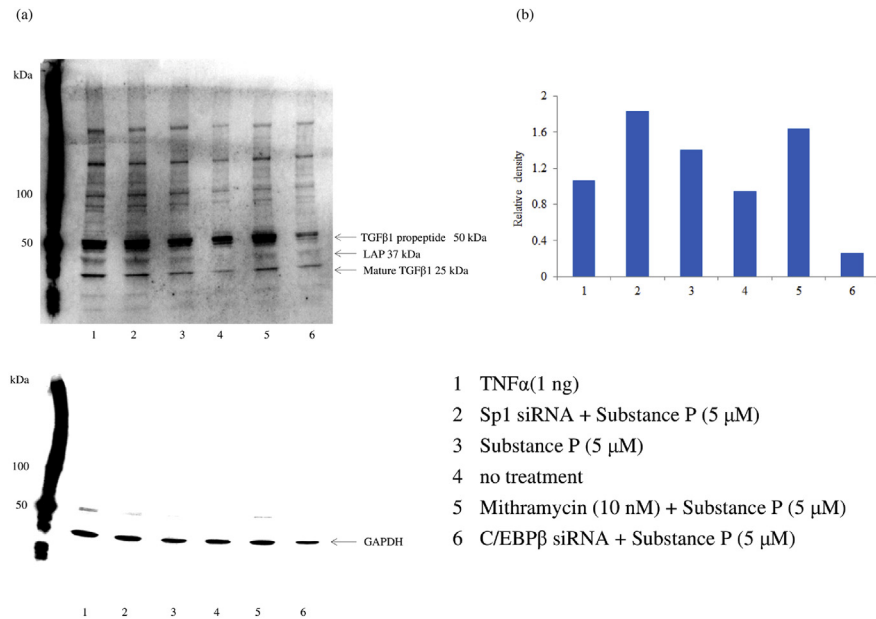 (a)
kDa
100
50
TGFβ1 propeptide 50 kDa
LAP 37 kDa
Mature TGFβ1 25 kDa
1 2 3 4 5 6
kDa
100
50
GAPDH
1 2 3 4 5 6
(b)
Relative density
2
1.6
1.2
0.8
0.4
0
1 2 3 4 5 6
1 TNFα(1 ng)
2 Sp1 siRNA + Substance P (5 μM)
3 Substance P (5 μM)
4 no treatment
5 Mithramycin (10 nM) + Substance P (5 μM)
6 C/EBPβ siRNA + Substance P (5 μM)